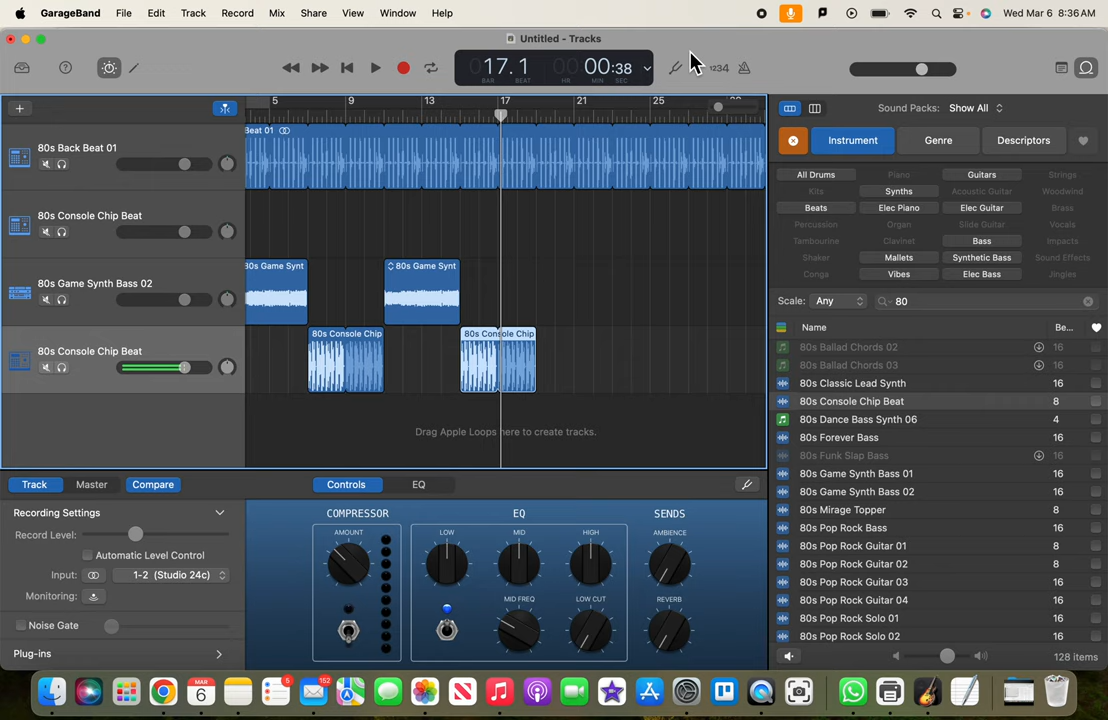 GarageBand File Edit Track Record Mix Share View Window Help Wed Mar 6 8:36 AM
Untitled - Tracks
17. 1 00:38 1234
BAR BEAT HR MIN SEC
5 9 13 17 21 25
Sound Packs: Show All
Instrument Genre Descriptors
80s Back Beat 01
Beat 01
80s Console Chip Beat
80s Game Synth Bass 02
80s Game Synt
80s Game Synt
80s Console Chip Beat
80s Console Chip
80s Console Chip
Drag Apple Loops here to create tracks.
All Drums Piano Guitars Strings
Kits Synths Acoustic Guitar Woodwind
Beats Elec Piano Elec Guitar Brass
Percussion Organ Slide Guitar Vocals
Tambourine Clavinet Bass Impacts
Shaker Mallets Synthetic Bass Sound Effects
Conga Vibes Elec Bass Jingles
Scale: Any 80
Name Be...
80s Ballad Chords 02 16
80s Ballad Chords 03 16
80s Classic Lead Synth 16
80s Console Chip Beat 8
80s Dance Bass Synth 06 4
80s Forever Bass 16
80s Funk Slap Bass 16
80s Game Synth Bass 01 16
80s Game Synth Bass 02 16
80s Mirage Topper 8
80s Pop Rock Bass 16
80s Pop Rock Guitar 01 8
80s Pop Rock Guitar 02 8
80s Pop Rock Guitar 03 16
80s Pop Rock Guitar 04 16
80s Pop Rock Solo 01 16
80s Pop Rock Solo 02 16
128 items
Track Master Compare Controls EQ
Recording Settings
Record Level:
Automatic Level Control
Input: 1-2 (Studio 24c)
Monitoring:
Noise Gate
Plug-ins
COMPRESSOR EQ SENDS
AMOUNT LOW MID HIGH AMBIENCE
MID FREQ LOW CUT REVERB
MAR
6
5
152